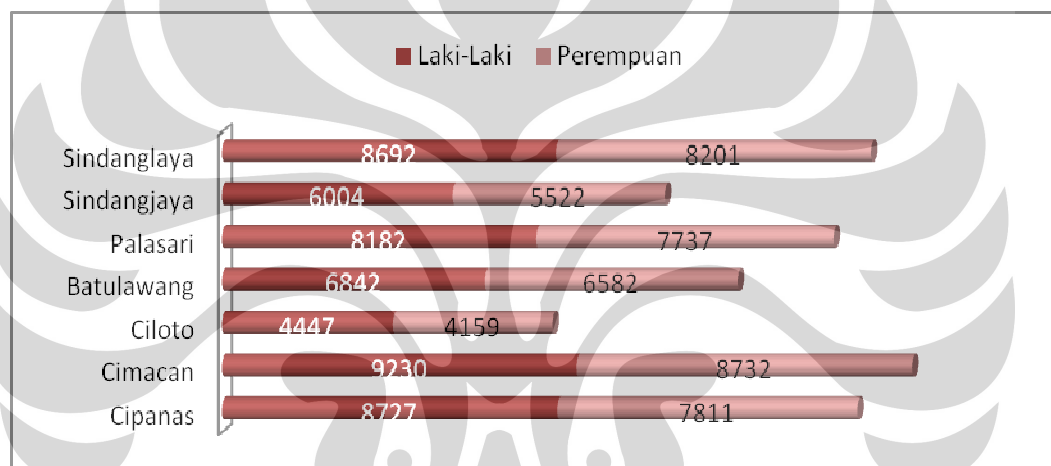 Laki-Laki Perempuan
Sindanglaya 8692 8201
Sindangjaya 6004 5522
Palasari 8182 7737
Batulawang 6842 6582
Ciloto 4447 4159
Cimacan 9230 8732
Cipanas 8727 7811